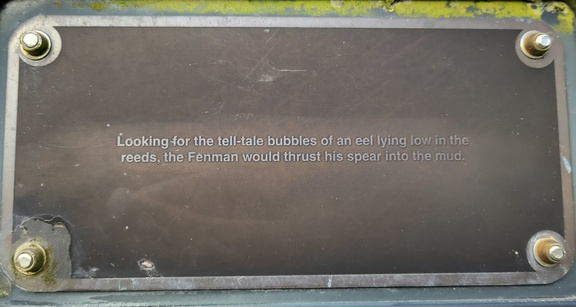 Looking for the tell-tale bubbles of an eel lying low in the
reeds, the Fenman would thrust his spear into the mud.